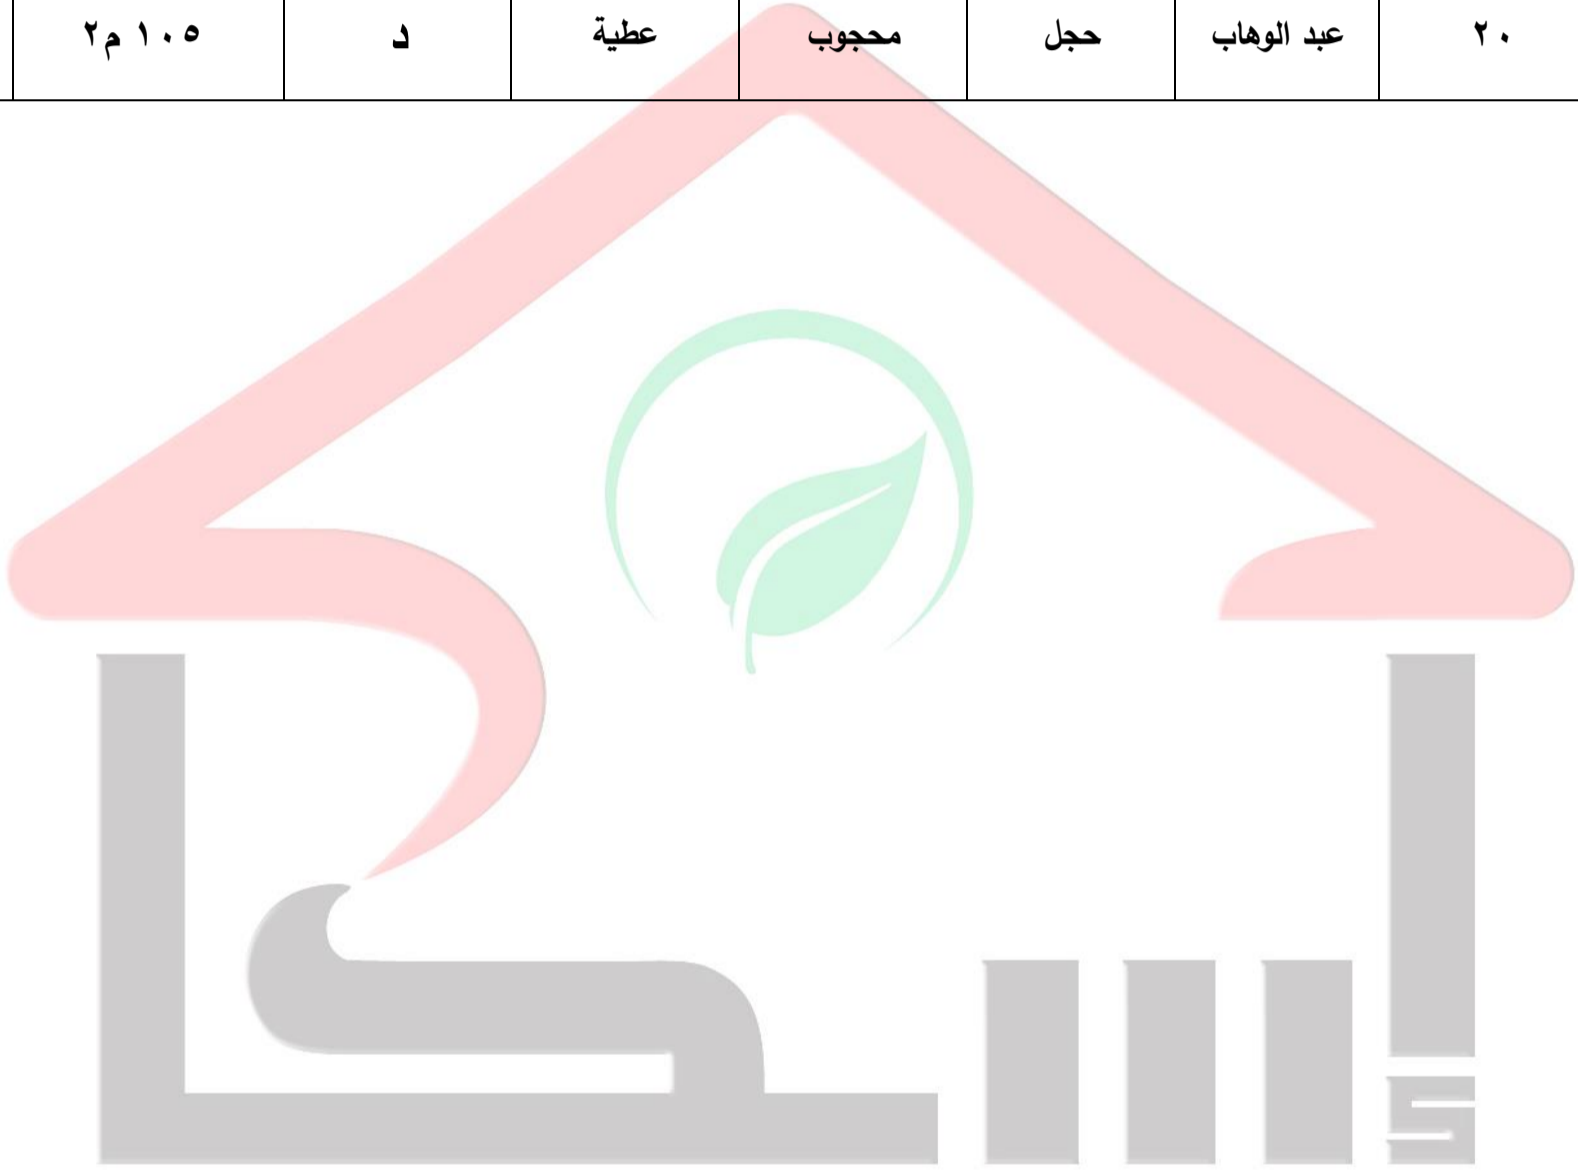 ٢٠ عبد الوهاب حجل محجوب عطية د ١٠٥ م٢